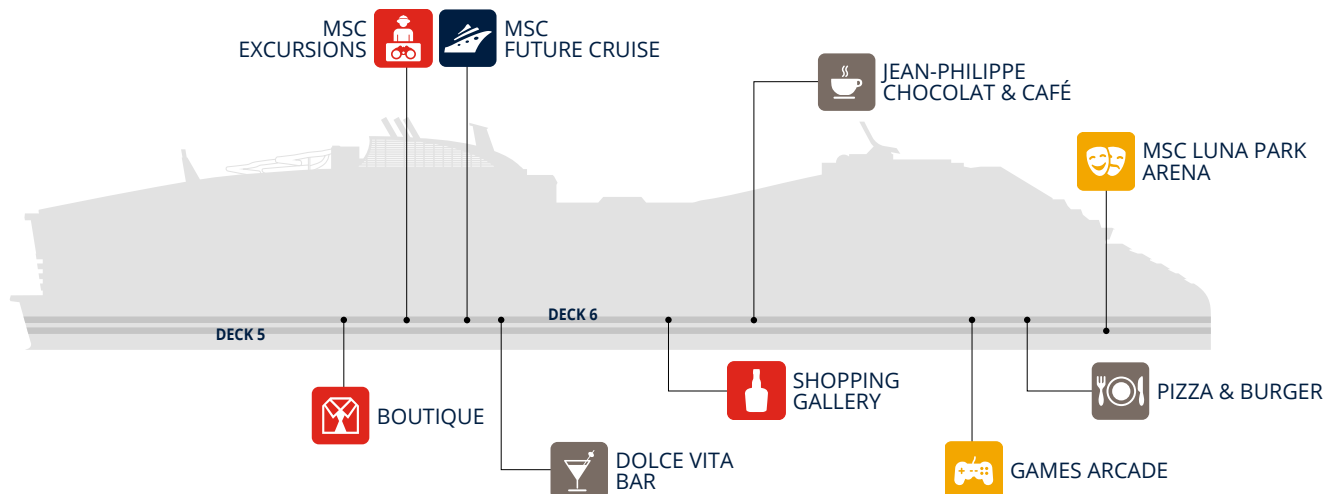 MSC
EXCURSIONS
MSC
FUTURE CRUISE
JEAN-PHILIPPE
CHOCOLAT & CAFÉ
MSC LUNA PARK
ARENA
DECK 6
DECK 5
SHOPPING
GALLERY
PIZZA & BURGER
BOUTIQUE
DOLCE VITA
BAR
GAMES ARCADE